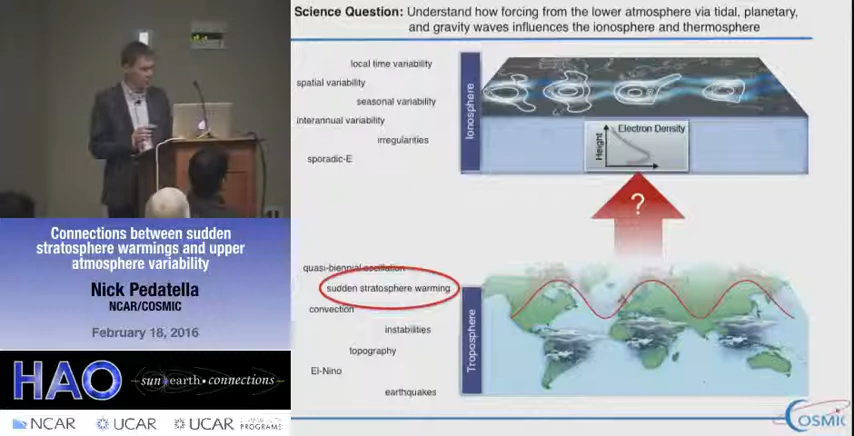 Science Question: Understand how forcing from the lower atmosphere via tidal, planetary,
and gravity waves influences the ionosphere and thermosphere
local time variability
spatial variability
seasonal variability
interannual variability
irregularities
sporadic-E
Ionosphere
Electron Density
Height
?
quasi-biennial oscillation
sudden stratosphere warming
convection
instabilities
topography
El-Nino
earthquakes
Troposphere
COSMIC
Connections between sudden
stratosphere warmings and upper
atmosphere variability
Nick Pedatella
NCAR/COSMIC
February 18, 2016
HAO
sun•earth•connections
NCAR
UCAR
UCAR
PROGRAMS